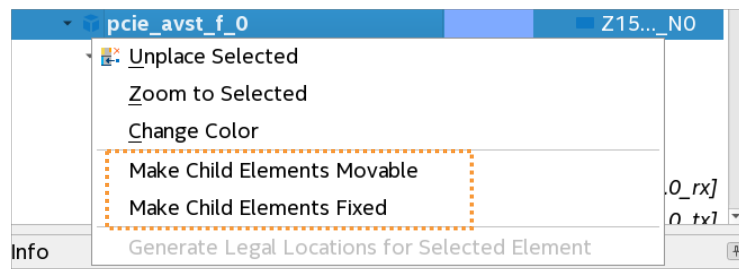 pcie_avst_f_0 Z15..._N0
Unplace Selected
Zoom to Selected
Change Color
Make Child Elements Movable
.0_rx]
Make Child Elements Fixed
0_tx]
Info
Generate Legal Locations for Selected Element